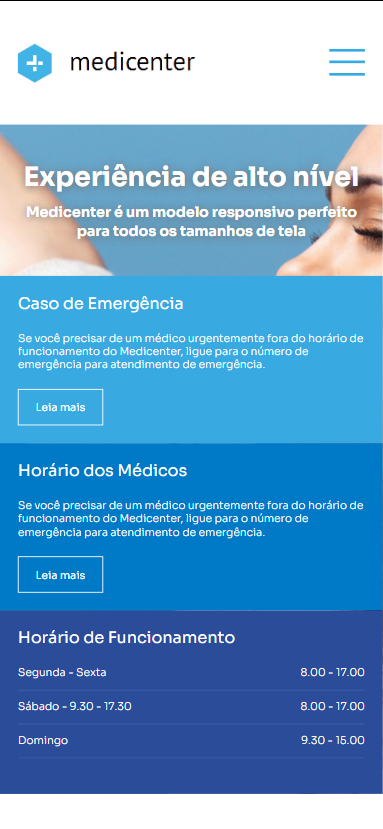 medicenter
Experiência de alto nível
Medicenter é um modelo responsivo perfeito
para todos os tamanhos de tela
Caso de Emergência
Se você precisar de um médico urgentemente fora do horário de
funcionamento do Medicenter, ligue para o número de
emergência para atendimento de emergência.
Leia mais
Horário dos Médicos
Se você precisar de um médico urgentemente fora do horário de
funcionamento do Medicenter, ligue para o número de
emergência para atendimento de emergência.
Leia mais
Horário de Funcionamento
Segunda - Sexta 8.00 - 17.00
Sábado - 9.30 - 17.30 8.00 - 17.00
Domingo 9.30 - 15.00